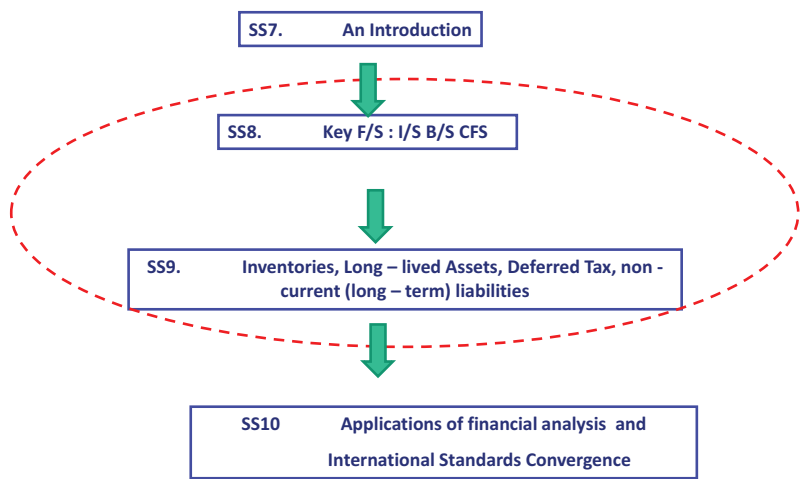 SS7. An Introduction
SS8. Key F/S : I/S B/S CFS
SS9. Inventories, Long – lived Assets, Deferred Tax, non -
current (long – term) liabilities
SS10 Applications of financial analysis and
International Standards Convergence